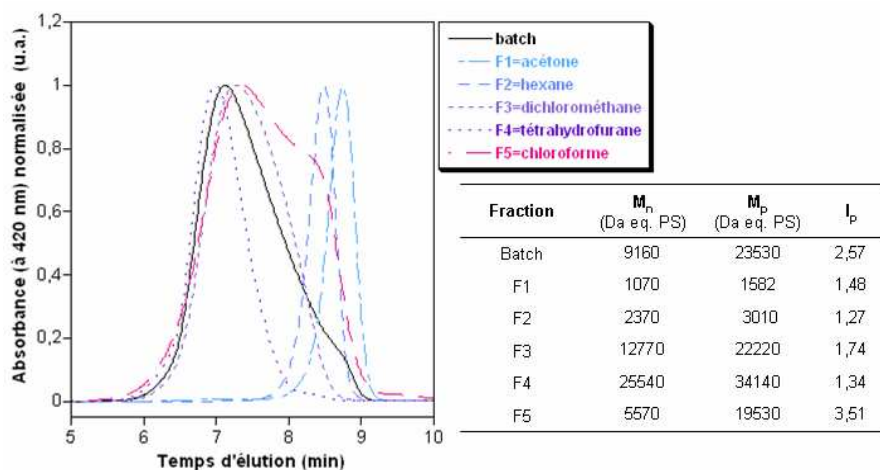 Absorbance (à 420 nm) normalisée (u.a.)
1,2
1
0,8
0,6
0,4
0,2
0
5 6 7 8 9 10
Temps d'élution (min)
batch
F1=acétone
F2=hexane
F3=dichlorométhane
F4=tétrahydrofurane
F5=chloroforme
Fraction Mn (Da eq. PS) Mp (Da eq. PS) Ip
Batch 9160 23530 2,57
F1 1070 1582 1,48
F2 2370 3010 1,27
F3 12770 22220 1,74
F4 25540 34140 1,34
F5 5570 19530 3,51